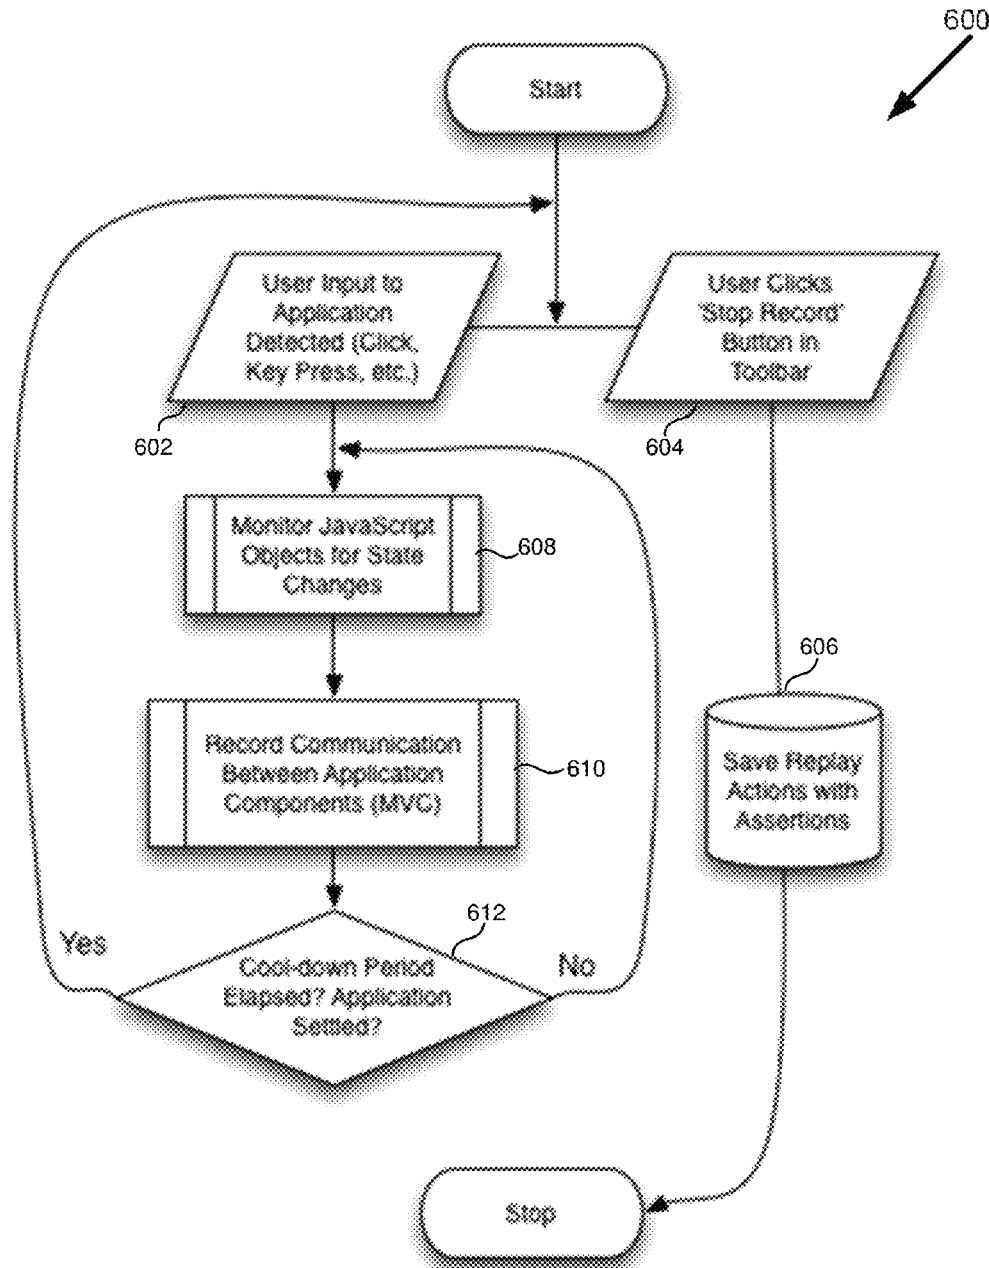 600
Start
User Input to
Application
Detected (Click,
Key Press, etc.)
602
User Clicks
'Stop Record'
Button in
Toolbar
604
Monitor JavaScript
Objects for State
Changes
608
606
Save Replay
Actions with
Assertions
Record Communication
Between Application
Components (MVC)
610
612
Yes
No
Cool-down Period
Elapsed? Application
Settled?
Stop